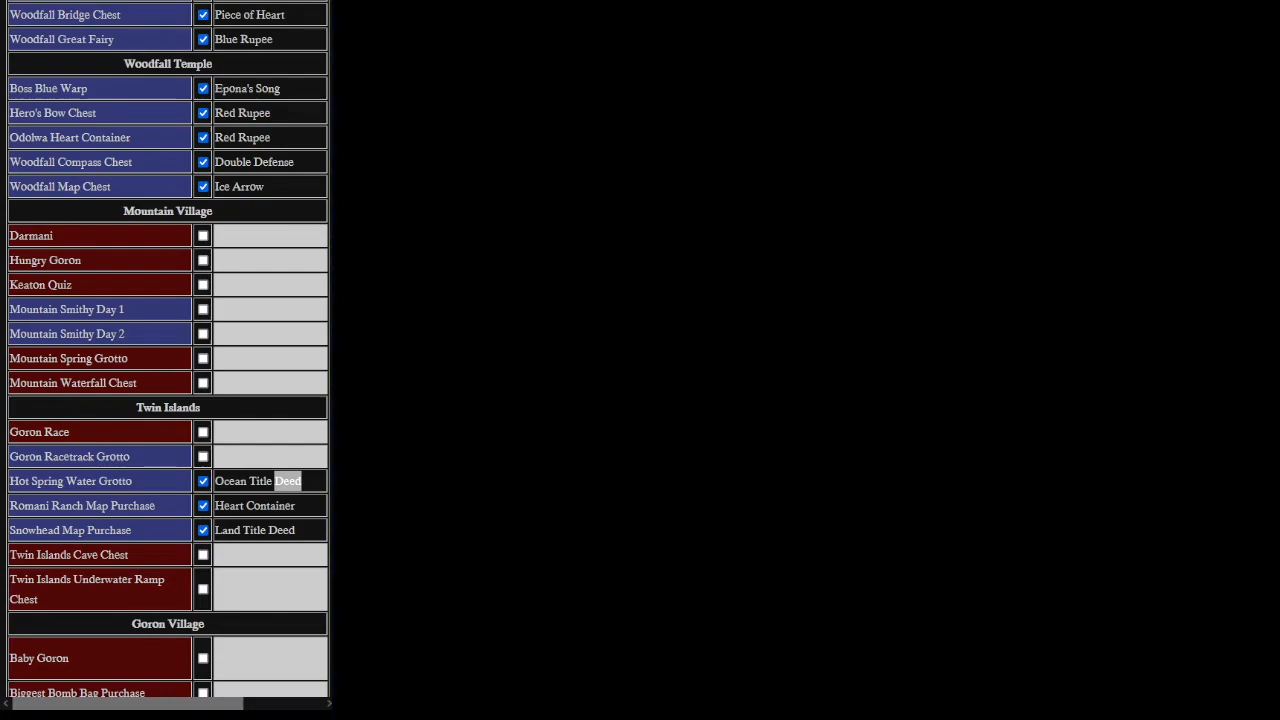 Woodfall Bridge Chest Piece of Heart
Woodfall Great Fairy Blue Rupee
Woodfall Temple
Boss Blue Warp Epona's Song
Hero's Bow Chest Red Rupee
Odolwa Heart Container Red Rupee
Woodfall Compass Chest Double Defense
Woodfall Map Chest Ice Arrow
Mountain Village
Darmani
Hungry Goron
Keaton Quiz
Mountain Smithy Day 1
Mountain Smithy Day 2
Mountain Spring Grotto
Mountain Waterfall Chest
Twin Islands
Goron Race
Goron Racetrack Grotto
Hot Spring Water Grotto Ocean Title Deed
Romani Ranch Map Purchase Heart Container
Snowhead Map Purchase Land Title Deed
Twin Islands Cave Chest
Twin Islands Underwater Ramp
Chest
Goron Village
Baby Goron
Biggest Bomb Bag Purchase